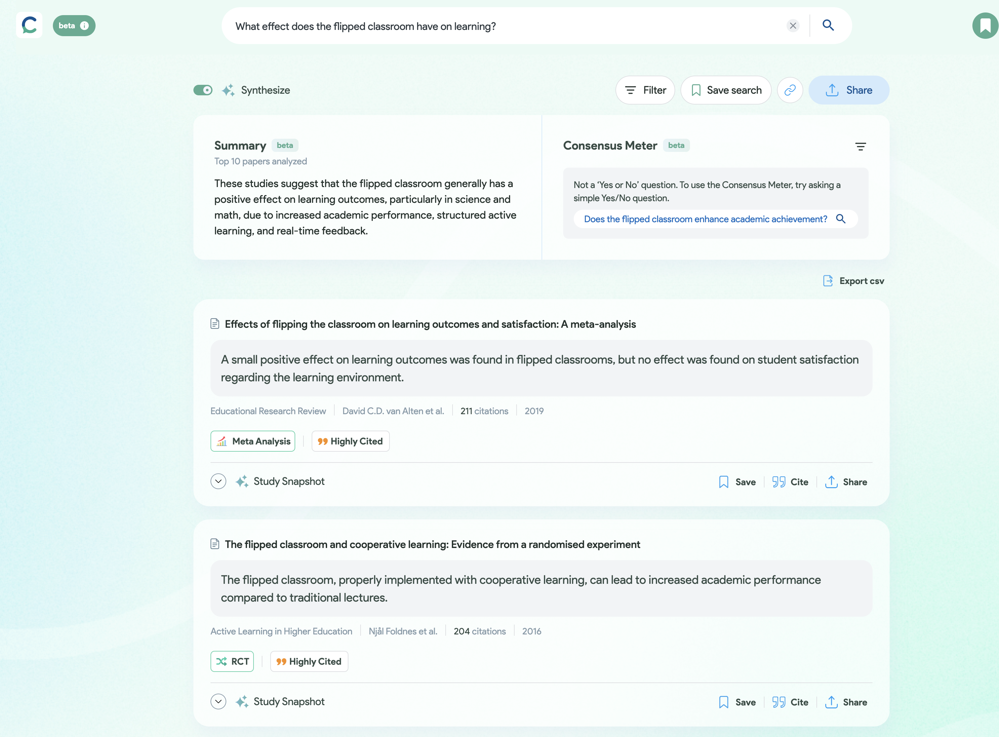 beta
What effect does the flipped classroom have on learning?
Synthesize
Filter
Save search
Share
Summary beta
Top 10 papers analyzed
These studies suggest that the flipped classroom generally has a
positive effect on learning outcomes, particularly in science and
math, due to increased academic performance, structured active
learning, and real-time feedback.
Consensus Meter beta
Not a ‘Yes or No’ question. To use the Consensus Meter, try asking a
simple Yes/No question.
Does the flipped classroom enhance academic achievement?
Export csv
Effects of flipping the classroom on learning outcomes and satisfaction: A meta-analysis
A small positive effect on learning outcomes was found in flipped classrooms, but no effect was found on student satisfaction
regarding the learning environment.
Educational Research Review David C.D. van Alten et al. 211 citations 2019
Meta Analysis Highly Cited
Study Snapshot Save Cite Share
The flipped classroom and cooperative learning: Evidence from a randomised experiment
The flipped classroom, properly implemented with cooperative learning, can lead to increased academic performance
compared to traditional lectures.
Active Learning in Higher Education Njål Foldnes et al. 204 citations 2016
RCT Highly Cited
Study Snapshot Save Cite Share